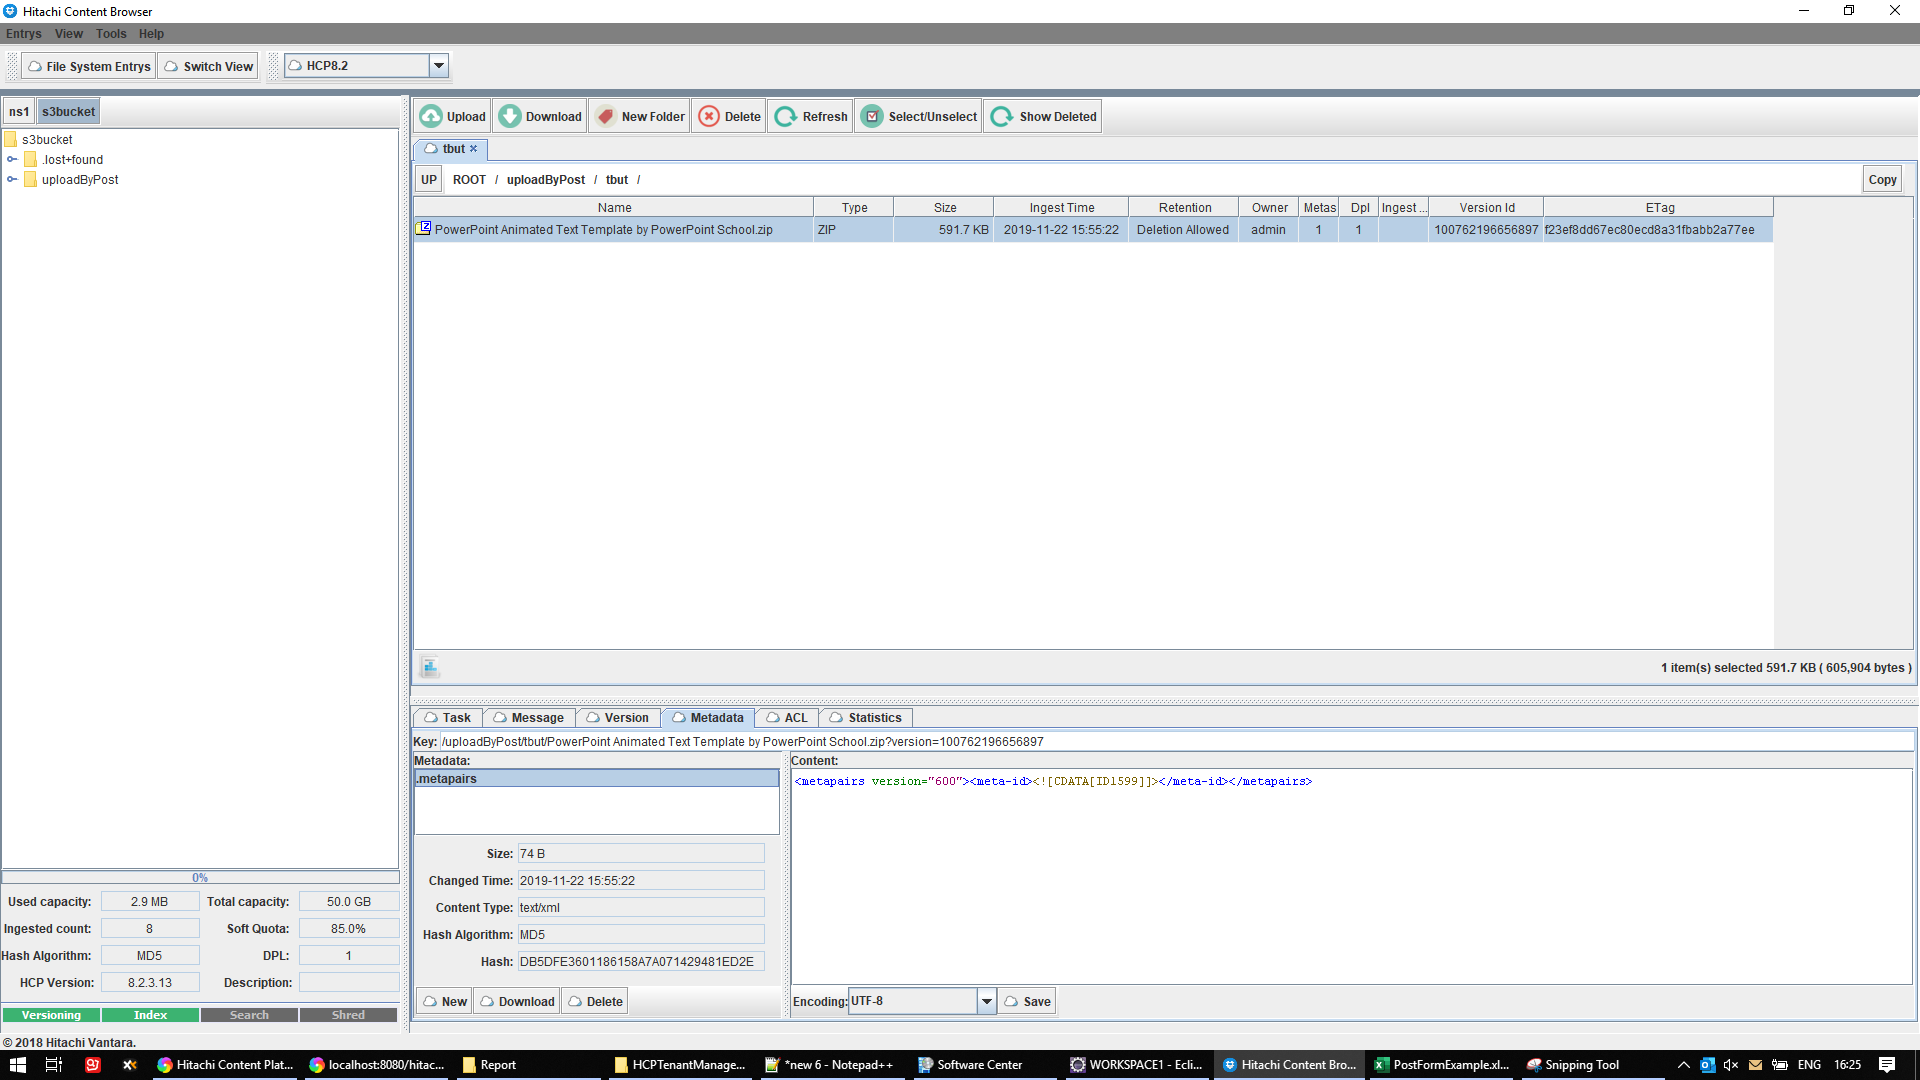 Hitachi Content Browser
Entrys View Tools Help
File System Entrys Switch View HCP8.2
ns1 s3bucket
s3bucket
.lost+found
uploadByPost
0%
Used capacity: 2.9 MB Total capacity: 50.0 GB
Ingested count: 8 Soft Quota: 85.0%
Hash Algorithm: MD5 DPL: 1
HCP Version: 8.2.3.13 Description:
Versioning Index Search Shred
Upload Download New Folder Delete Refresh Select/Unselect Show Deleted
tbut ×
UP ROOT / uploadByPost / tbut / Copy
Name Type Size Ingest Time Retention Owner Metas Dpl Ingest ... Version Id ETag
PowerPoint Animated Text Template by PowerPoint School.zip ZIP 591.7 KB 2019-11-22 15:55:22 Deletion Allowed admin 1 1 100762196656897 f23ef8dd67ec80ecd8a31fbabb2a77ee
1 item(s) selected 591.7 KB ( 605,904 bytes )
Task Message Version Metadata ACL Statistics
Key: /uploadByPost/tbut/PowerPoint Animated Text Template by PowerPoint School.zip?version=100762196656897
Metadata:
.metapairs
Size: 74 B
Changed Time: 2019-11-22 15:55:22
Content Type: text/xml
Hash Algorithm: MD5
Hash: DB5DFE3601186158A7A071429481ED2E
New Download Delete
Content:
<metapairs version="600"><meta-id><![CDATA[ID1599]]></meta-id></metapairs>
Encoding: UTF-8 Save
© 2018 Hitachi Vantara.
Hitachi Content Plat... localhost:8080/hitac... Report HCPTenantManage... *new 6 - Notepad++ Software Center WORKSPACE1 - Ecli... Hitachi Content Bro... PostFormExample.xl... Snipping Tool ENG 16:25